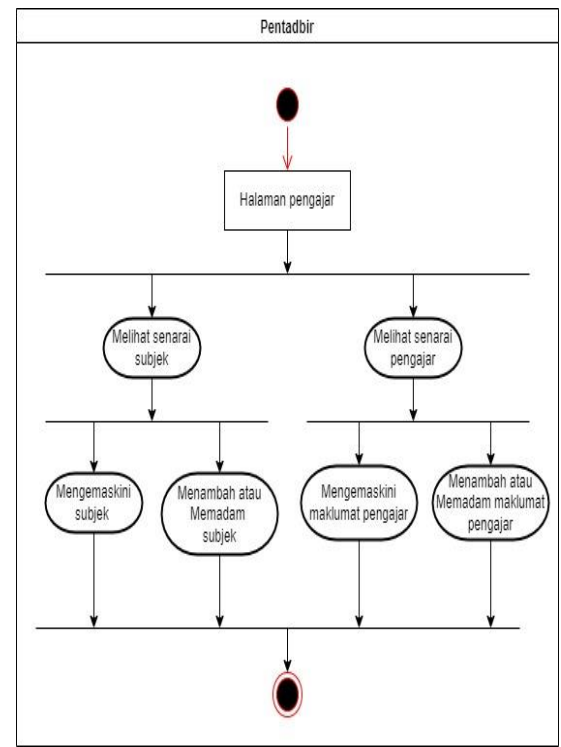 Pentadbir
Halaman pengajar
Melihat senarai
subjek
Melihat senarai
pengajar
Mengemaskini
subjek
Menambah atau
Memadam
subjek
Mengemaskini
maklumat pengajar
Menambah atau
Memadam maklumat
pengajar